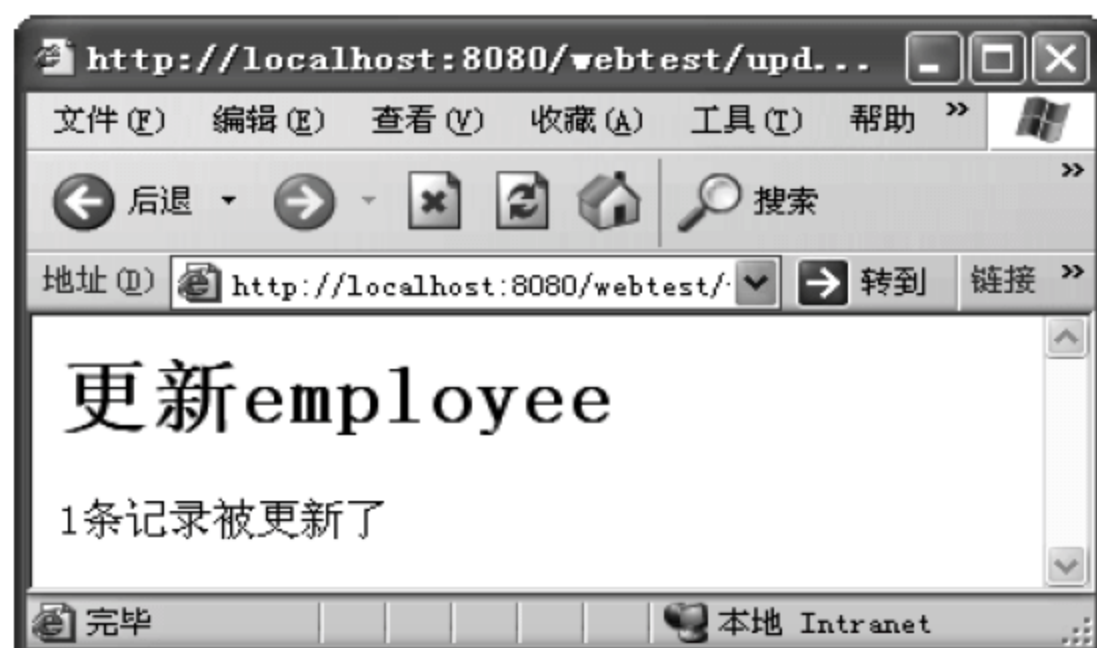 http://localhost:8080/webtest/upd...
文件(F) 编辑(E) 查看(V) 收藏(A) 工具(T) 帮助 »
后退 搜索 »
地址(D) http://localhost:8080/webtest/ 转到 链接 »
更新employee
1条记录被更新了
完毕 本地 Intranet